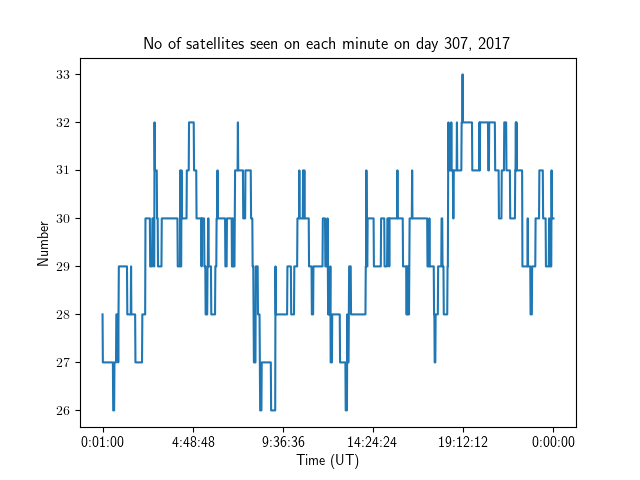 No of satellites seen on each minute on day 307, 2017
33
32
31
30
29
28
27
26
Number
0:01:00 4:48:48 9:36:36 14:24:24 19:12:12 0:00:00
Time (UT)